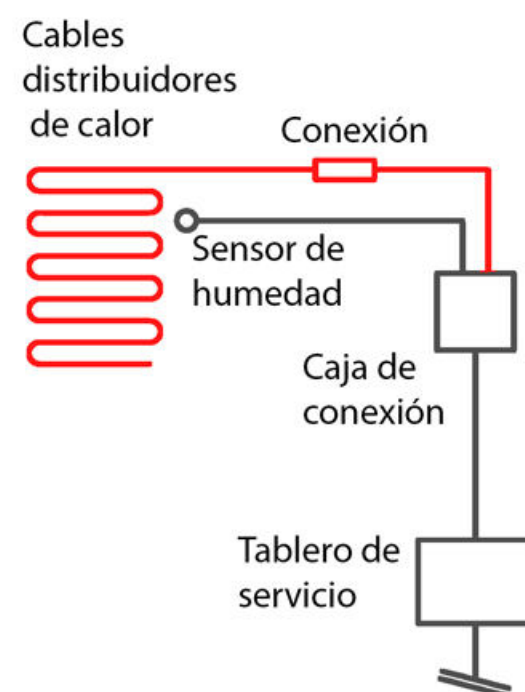 Cables
distribuidores
de calor
Conexión
Sensor de
humedad
Caja de
conexión
Tablero de
servicio